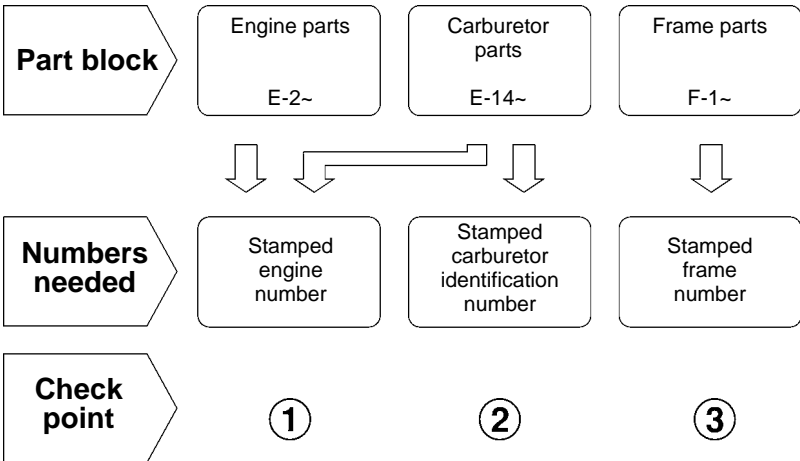 Part block
Engine parts
E-2~
Carburetor
parts
E-14~
Frame parts
F-1~
Numbers
needed
Stamped
engine
number
Stamped
carburetor
identification
number
Stamped
frame
number
Check
point
①
②
③